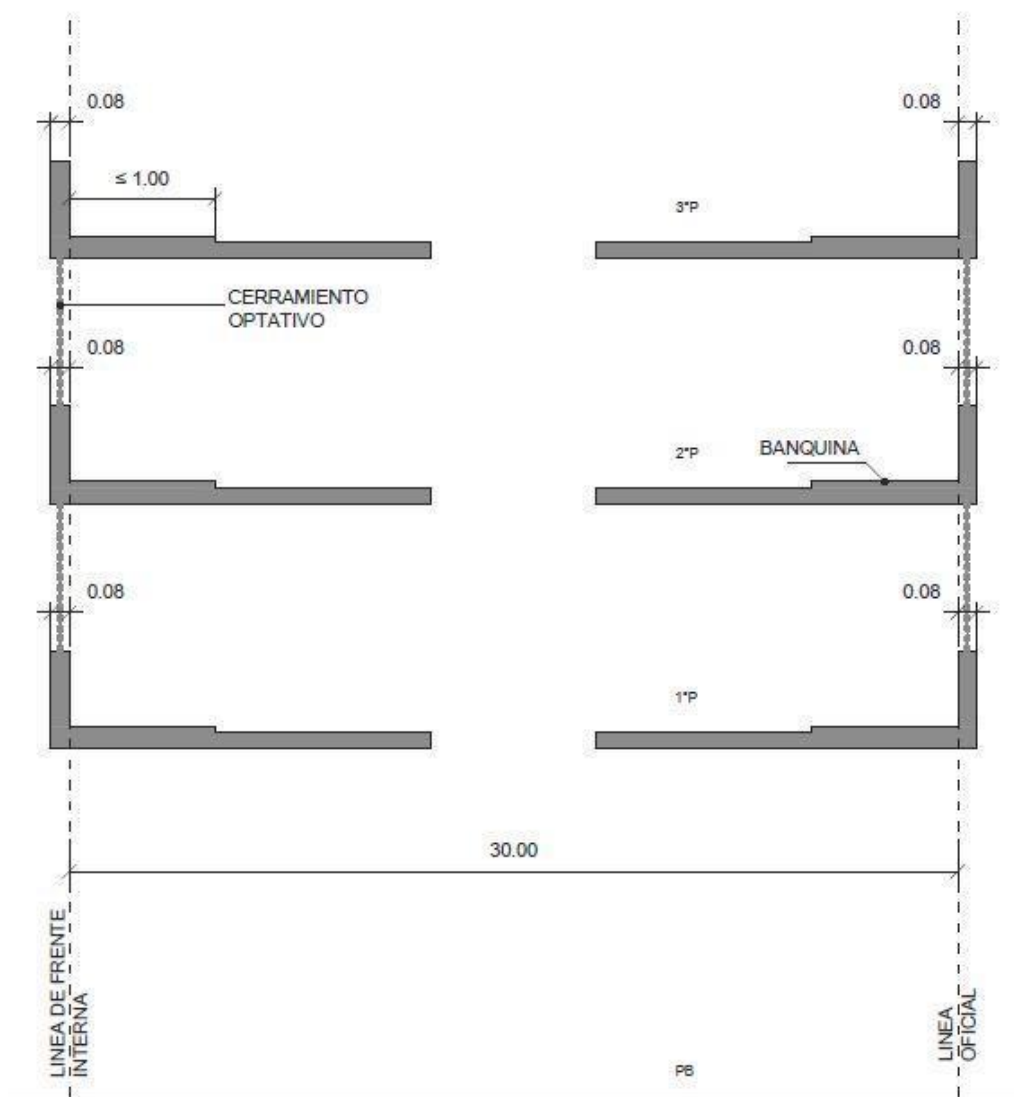 0.08
0.08
≤ 1.00
3°P
CERRAMIENTO
OPTATIVO
0.08
0.08
2°P
BANQUINA
0.08
0.08
1°P
30.00
LINEA DE FRENTE
INTERNA
LINEA
OFICIAL
PB